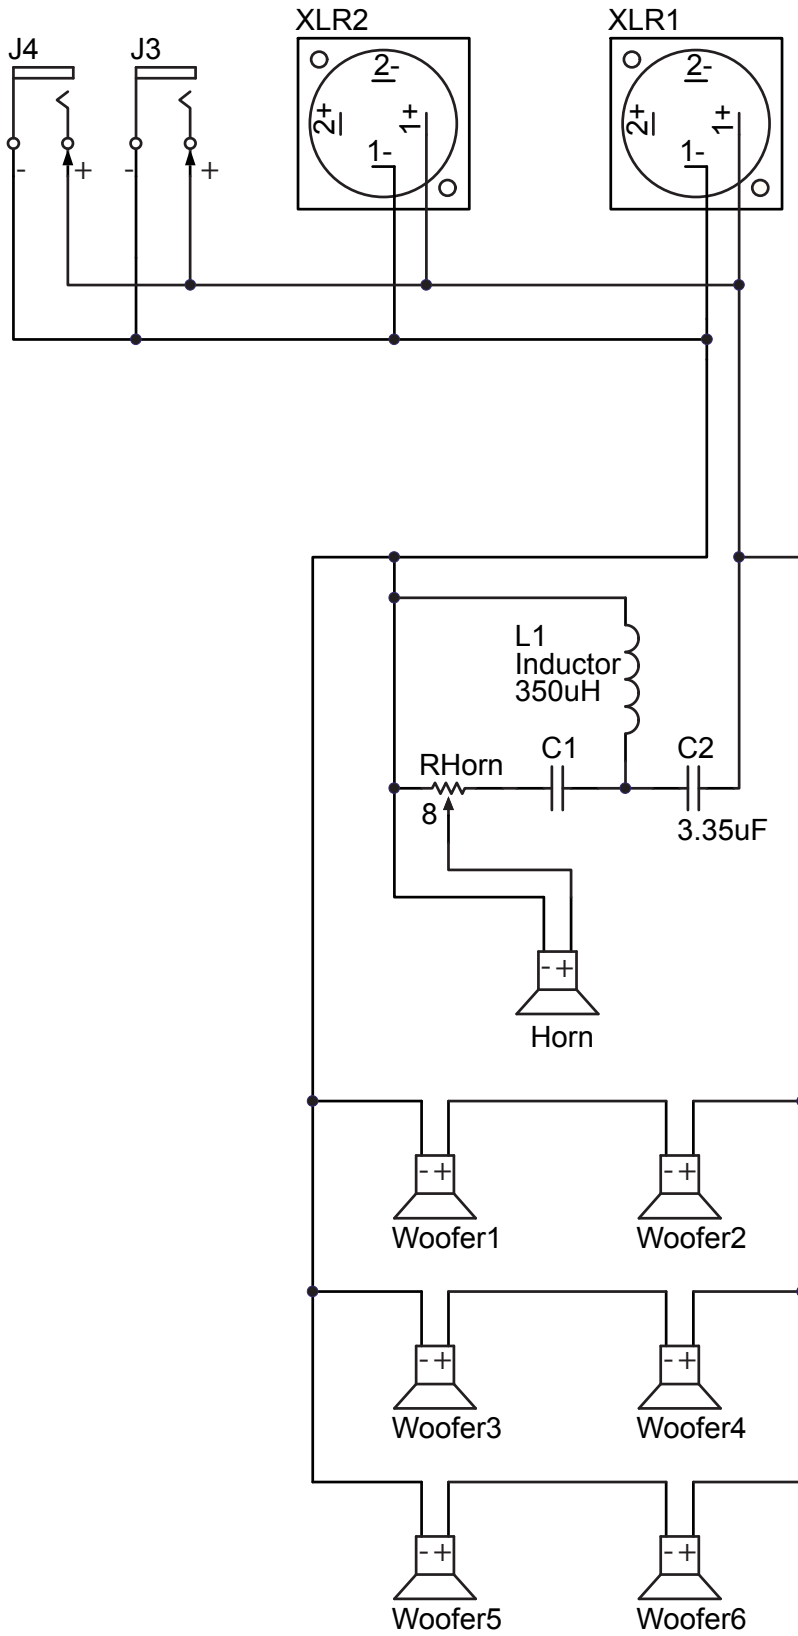 XLR2
XLR1
J4
J3
2-
2+
1+
1-
2-
2+
1+
1-
-
+
-
+
L1
Inductor
350uH
RHorn
8
C1
C2
3.35uF
- +
Horn
- +
Woofer1
- +
Woofer2
- +
Woofer3
- +
Woofer4
- +
Woofer5
- +
Woofer6